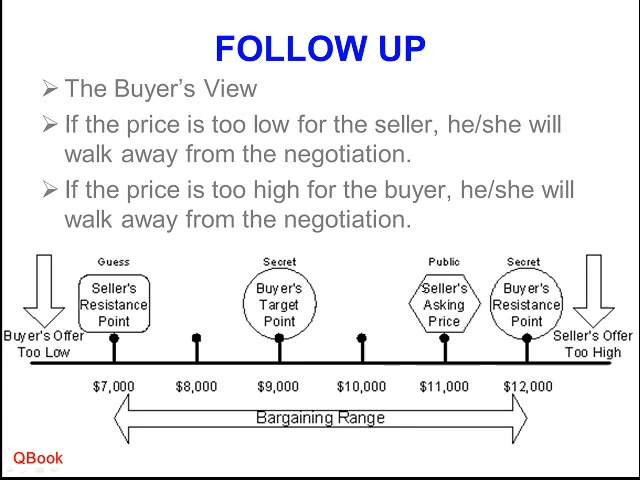 FOLLOW UP
The Buyer's View
If the price is too low for the seller, he/she will
walk away from the negotiation.
If the price is too high for the buyer, he/she will
walk away from the negotiation.
Guess
Secret
Public
Secret
Seller's
Resistance
Point
Buyer's
Target
Point
Seller's
Asking
Price
Buyer's
Resistance
Point
Buyer's Offer
Too Low
Seller's Offer
Too High
$7,000 $8,000 $9,000 $10,000 $11,000 $12,000
Bargaining Range
QBook